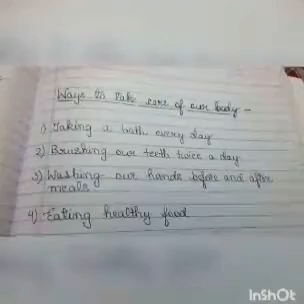 Ways to take care of our body -
1) Taking a bath every day
2) Brushing our teeth twice a day
3) Washing our hands before and after
meals
4) Eating healthy food
InShOt